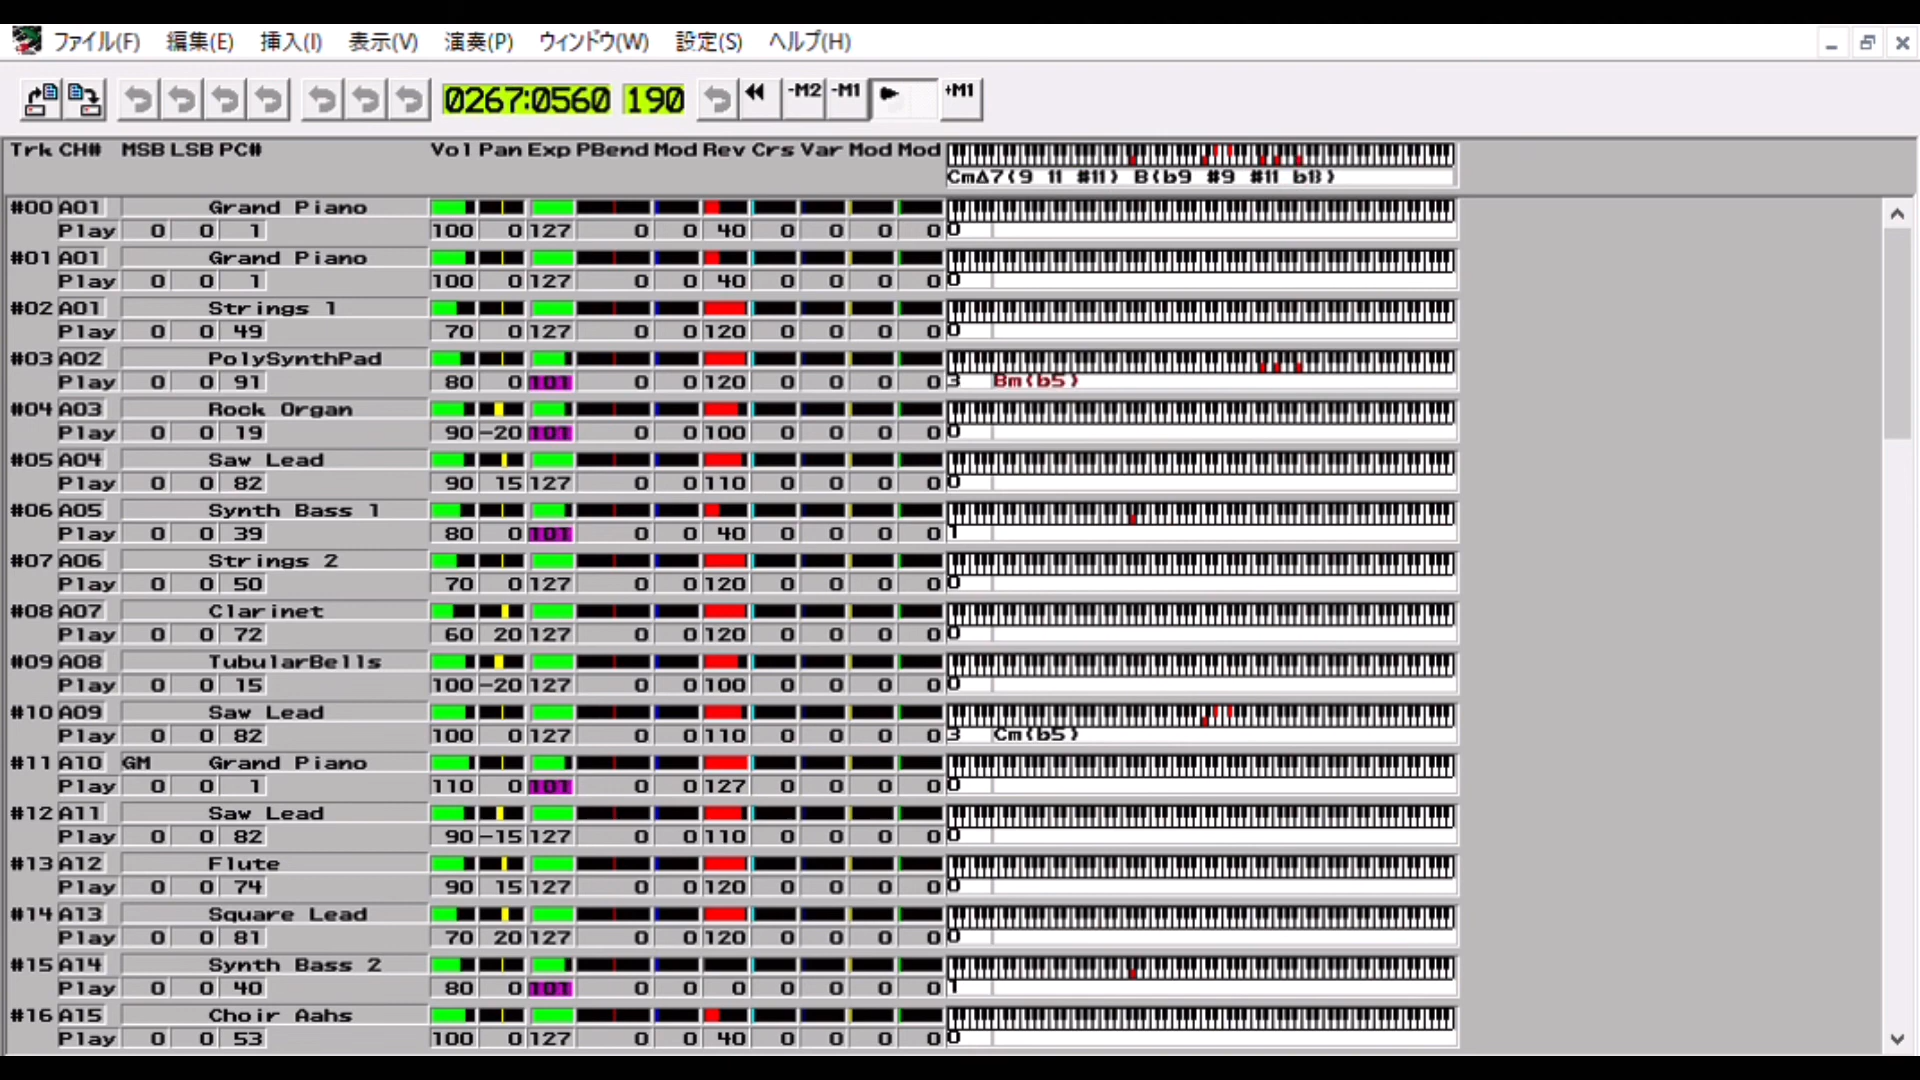 ファイル(F) 編集(E) 挿入(I) 表示(V) 演奏(P) ウィンドウ(W) 設定(S) ヘルプ(H)
0267:0560 190 -M2 -M1 +M1
Trk CH# MSB LSB PC# Vol Pan Exp PBend Mod Rev Crs Var Mod Mod
CmΔ7(9 11 #11) B(b9 #9 #11 b13)
#00 A01 Grand Piano
Play 0 0 1 100 0 127 0 0 40 0 0 0 0 0
#01 A01 Grand Piano
Play 0 0 1 100 0 127 0 0 40 0 0 0 0 0
#02 A01 Strings 1
Play 0 0 49 70 0 127 0 0 120 0 0 0 0 0
#03 A02 PolySynthPad
Play 0 0 91 80 0 101 0 0 120 0 0 0 0 3 Bm(b5)
#04 A03 Rock Organ
Play 0 0 19 90 -20 101 0 0 100 0 0 0 0 0
#05 A04 Saw Lead
Play 0 0 82 90 15 127 0 0 110 0 0 0 0 0
#06 A05 Synth Bass 1
Play 0 0 39 80 0 101 0 0 40 0 0 0 0 1
#07 A06 Strings 2
Play 0 0 50 70 0 127 0 0 120 0 0 0 0 0
#08 A07 Clarinet
Play 0 0 72 60 20 127 0 0 120 0 0 0 0 0
#09 A08 TubularBells
Play 0 0 15 100 -20 127 0 0 100 0 0 0 0 0
#10 A09 Saw Lead
Play 0 0 82 100 0 127 0 0 110 0 0 0 0 3 Cm(b5)
#11 A10 GM Grand Piano
Play 0 0 1 110 0 101 0 0 127 0 0 0 0 0
#12 A11 Saw Lead
Play 0 0 82 90 -15 127 0 0 110 0 0 0 0 0
#13 A12 Flute
Play 0 0 74 90 15 127 0 0 120 0 0 0 0 0
#14 A13 Square Lead
Play 0 0 81 70 20 127 0 0 120 0 0 0 0 0
#15 A14 Synth Bass 2
Play 0 0 40 80 0 101 0 0 0 0 0 0 0 1
#16 A15 Choir Aahs
Play 0 0 53 100 0 127 0 0 40 0 0 0 0 0